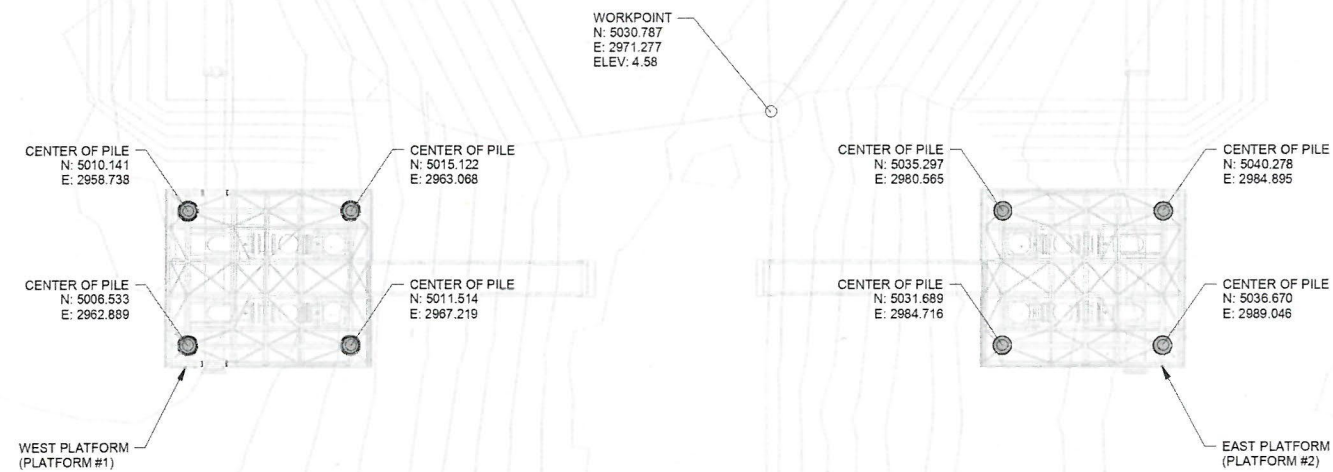 WORKPOINT
N: 5030.787
E: 2971.277
ELEV: 4.58
CENTER OF PILE
N: 5010.141
E: 2958.738
CENTER OF PILE
N: 5015.122
E: 2963.068
CENTER OF PILE
N: 5035.297
E: 2980.565
CENTER OF PILE
N: 5040.278
E: 2984.895
CENTER OF PILE
N: 5006.533
E: 2962.889
CENTER OF PILE
N: 5011.514
E: 2967.219
CENTER OF PILE
N: 5031.689
E: 2984.716
CENTER OF PILE
N: 5036.670
E: 2989.046
WEST PLATFORM
(PLATFORM #1)
EAST PLATFORM
(PLATFORM #2)